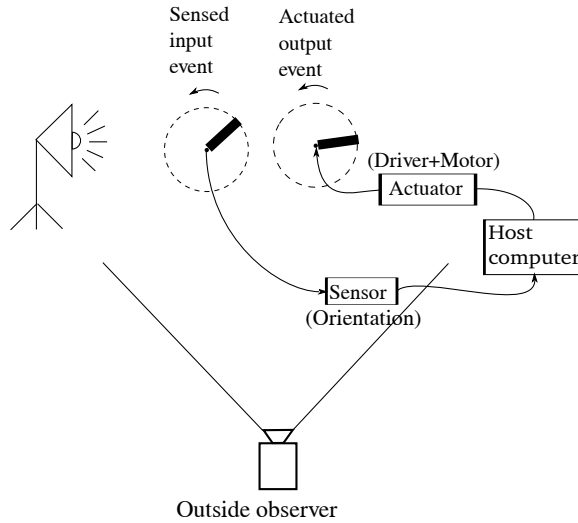 Sensed
input
event
Actuated
output
event
(Driver+Motor)
Actuator
Host
computer
Sensor
(Orientation)
Outside observer